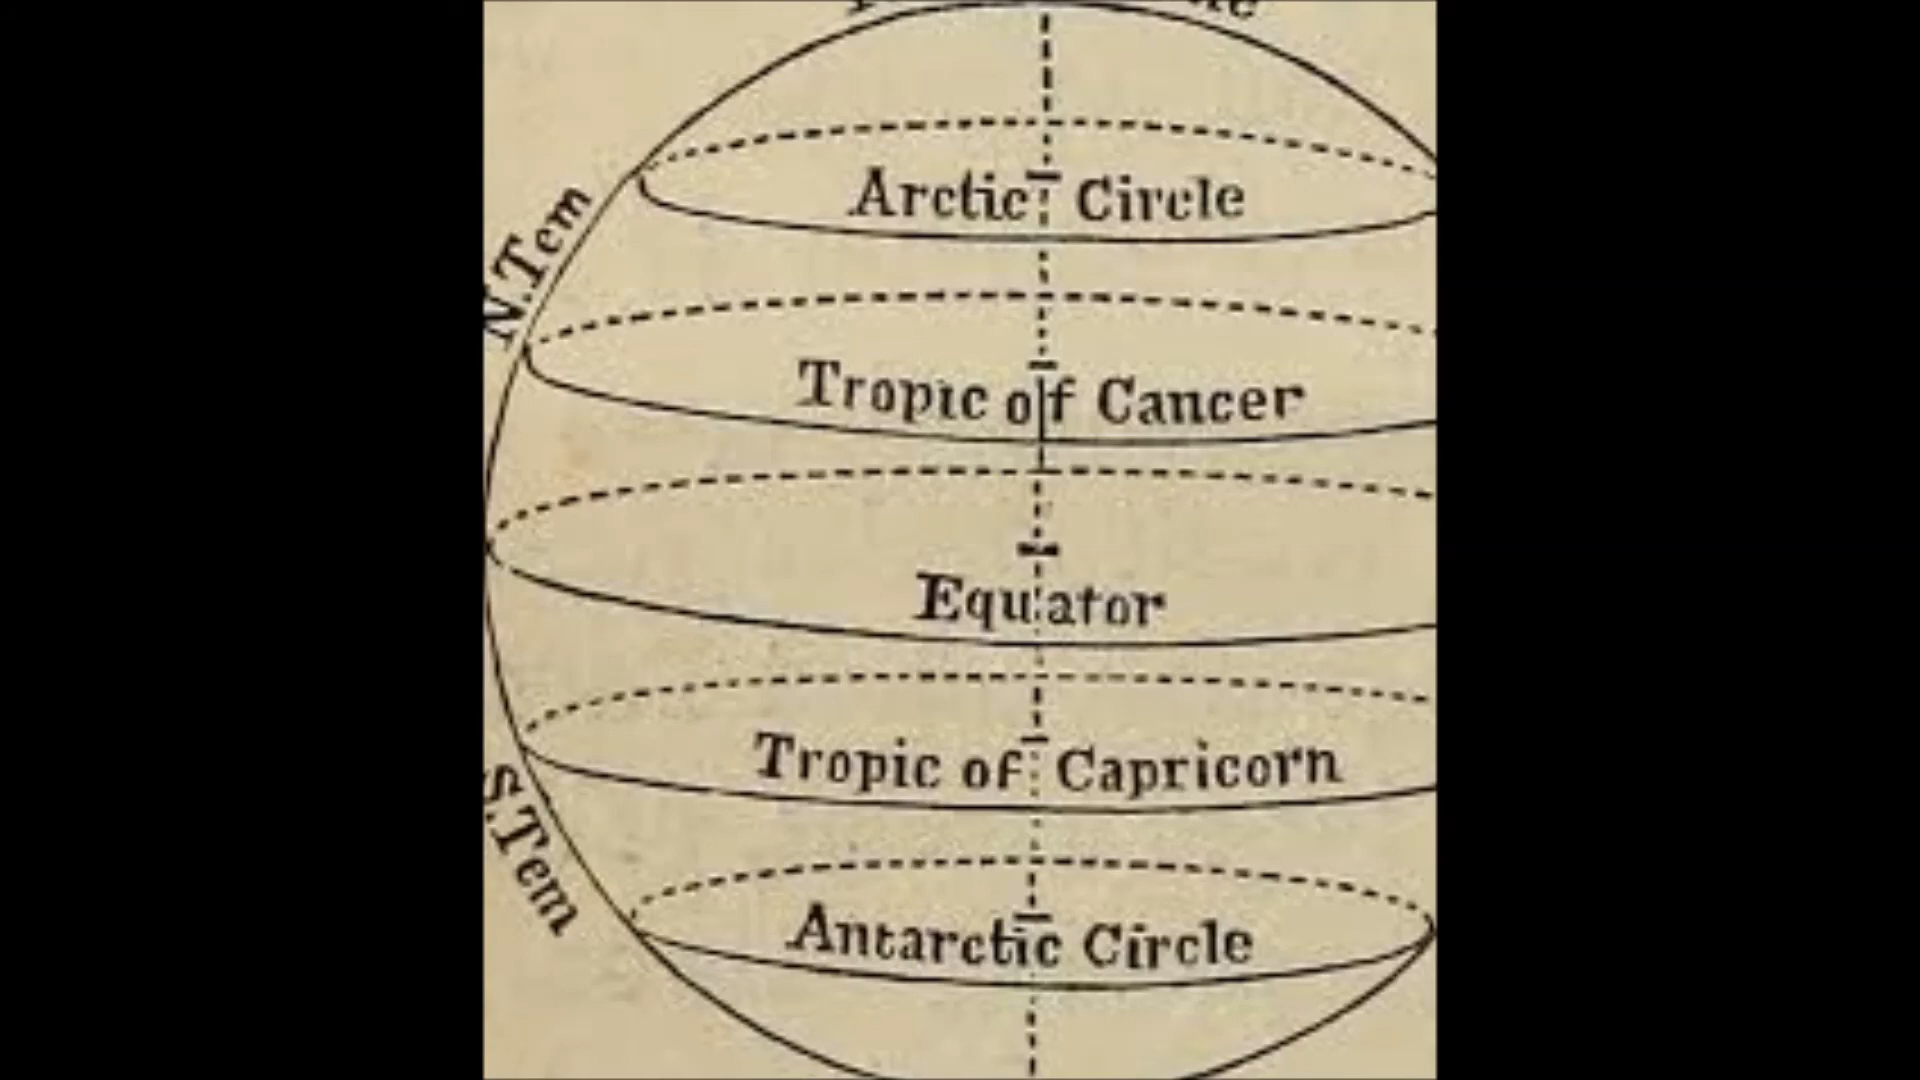 N.Tem
Arctic Circle
Tropic of Cancer
Equator
Tropic of Capricorn
S.Tem
Antarctic Circle